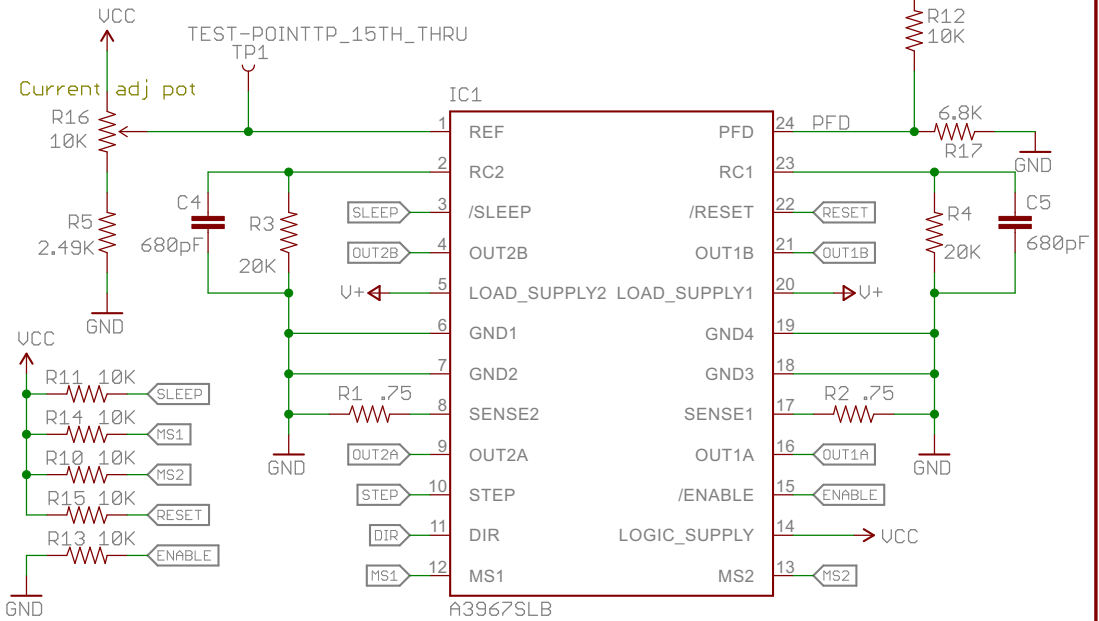 VCC
TEST-POINTTP_15TH_THRU
TP1
Current adj pot
R16
10K
R5
2.49K
GND
C4
680pF
R3
20K
V+
IC1
1 REF
2 RC2
SLEEP 3 /SLEEP
OUT2B 4 OUT2B
5 LOAD_SUPPLY2
6 GND1
7 GND2
R1 .75 8 SENSE2
GND
OUT2A 9 OUT2A
STEP 10 STEP
DIR 11 DIR
MS1 12 MS1
A3967SLB
PFD 24 PFD
RC1 23
/RESET 22 RESET
OUT1B 21 OUT1B
LOAD_SUPPLY1 20 V+
GND4 19
GND3 18
SENSE1 17 R2 .75
GND
OUT1A 16 OUT1A
/ENABLE 15 ENABLE
LOGIC_SUPPLY 14 VCC
MS2 13 MS2
R12
10K
6.8K
R17
GND
R4
20K
C5
680pF
VCC
R11 10K SLEEP
R14 10K MS1
R10 10K MS2
R15 10K RESET
R13 10K ENABLE
GND